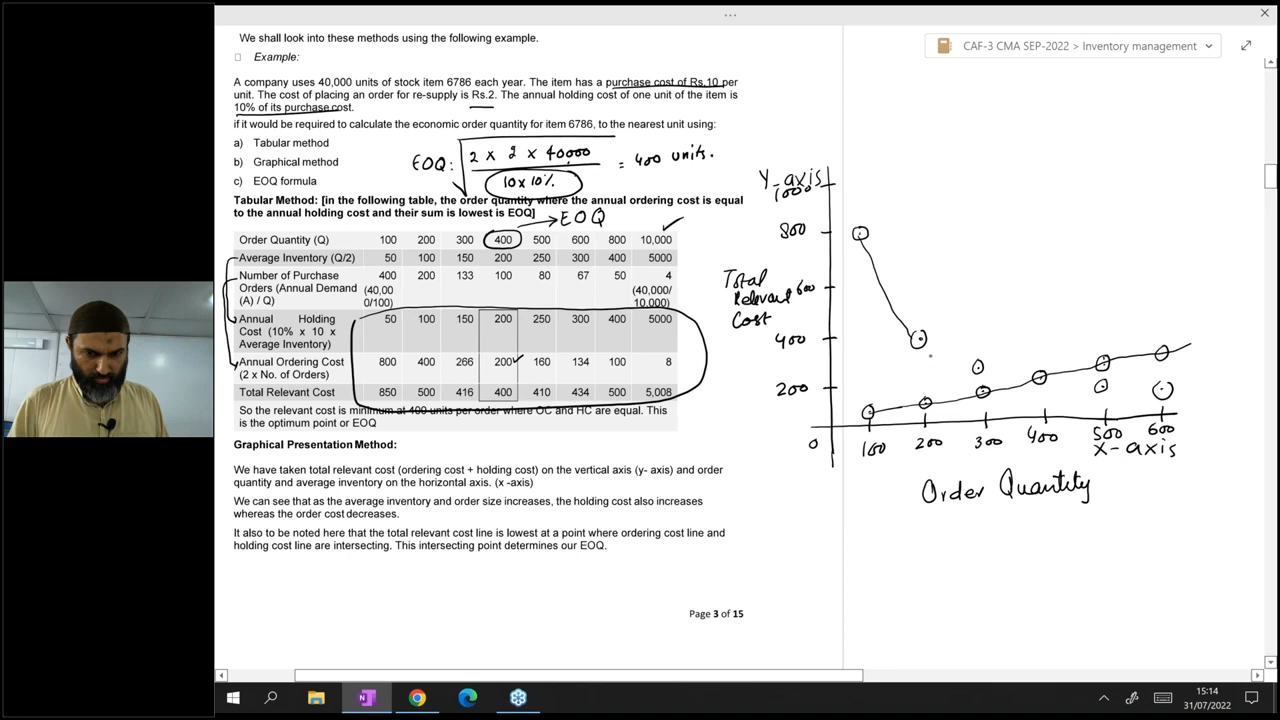 We shall look into these methods using the following example.
Example:
A company uses 40,000 units of stock item 6786 each year. The item has a purchase cost of Rs.10 per
unit. The cost of placing an order for re-supply is Rs.2. The annual holding cost of one unit of the item is
10% of its purchase cost.
if it would be required to calculate the economic order quantity for item 6786, to the nearest unit using:
a) Tabular method
b) Graphical method
c) EOQ formula
EOQ: √ 2 x 2 x 40,000 = 400 units.
10 x 10%
Tabular Method: [in the following table, the order quantity where the annual ordering cost is equal
to the annual holding cost and their sum is lowest is EOQ]
EOQ
Order Quantity (Q) 100 200 300 400 500 600 800 10,000
Average Inventory (Q/2) 50 100 150 200 250 300 400 5000
Number of Purchase 400 200 133 100 80 67 50 4
Orders (Annual Demand (40,00 (40,000/
(A) / Q) 0/100) 10,000)
Annual Holding 50 100 150 200 250 300 400 5000
Cost (10% x 10 x
Average Inventory)
Annual Ordering Cost 800 400 266 200 160 134 100 8
(2 x No. of Orders)
Total Relevant Cost 850 500 416 400 410 434 500 5,008
So the relevant cost is minimum at 400 units per order where OC and HC are equal. This
is the optimum point or EOQ
Graphical Presentation Method:
We have taken total relevant cost (ordering cost + holding cost) on the vertical axis (y- axis) and order
quantity and average inventory on the horizontal axis. (x -axis)
We can see that as the average inventory and order size increases, the holding cost also increases
whereas the order cost decreases.
It also to be noted here that the total relevant cost line is lowest at a point where ordering cost line and
holding cost line are intersecting. This intersecting point determines our EOQ.
Page 3 of 15
CAF-3 CMA SEP-2022 > Inventory management
Y-axis
1000
800
Total
Relevant 600
Cost
400
200
0 100 200 300 400 500 600
X-axis
Order Quantity
15:14
31/07/2022